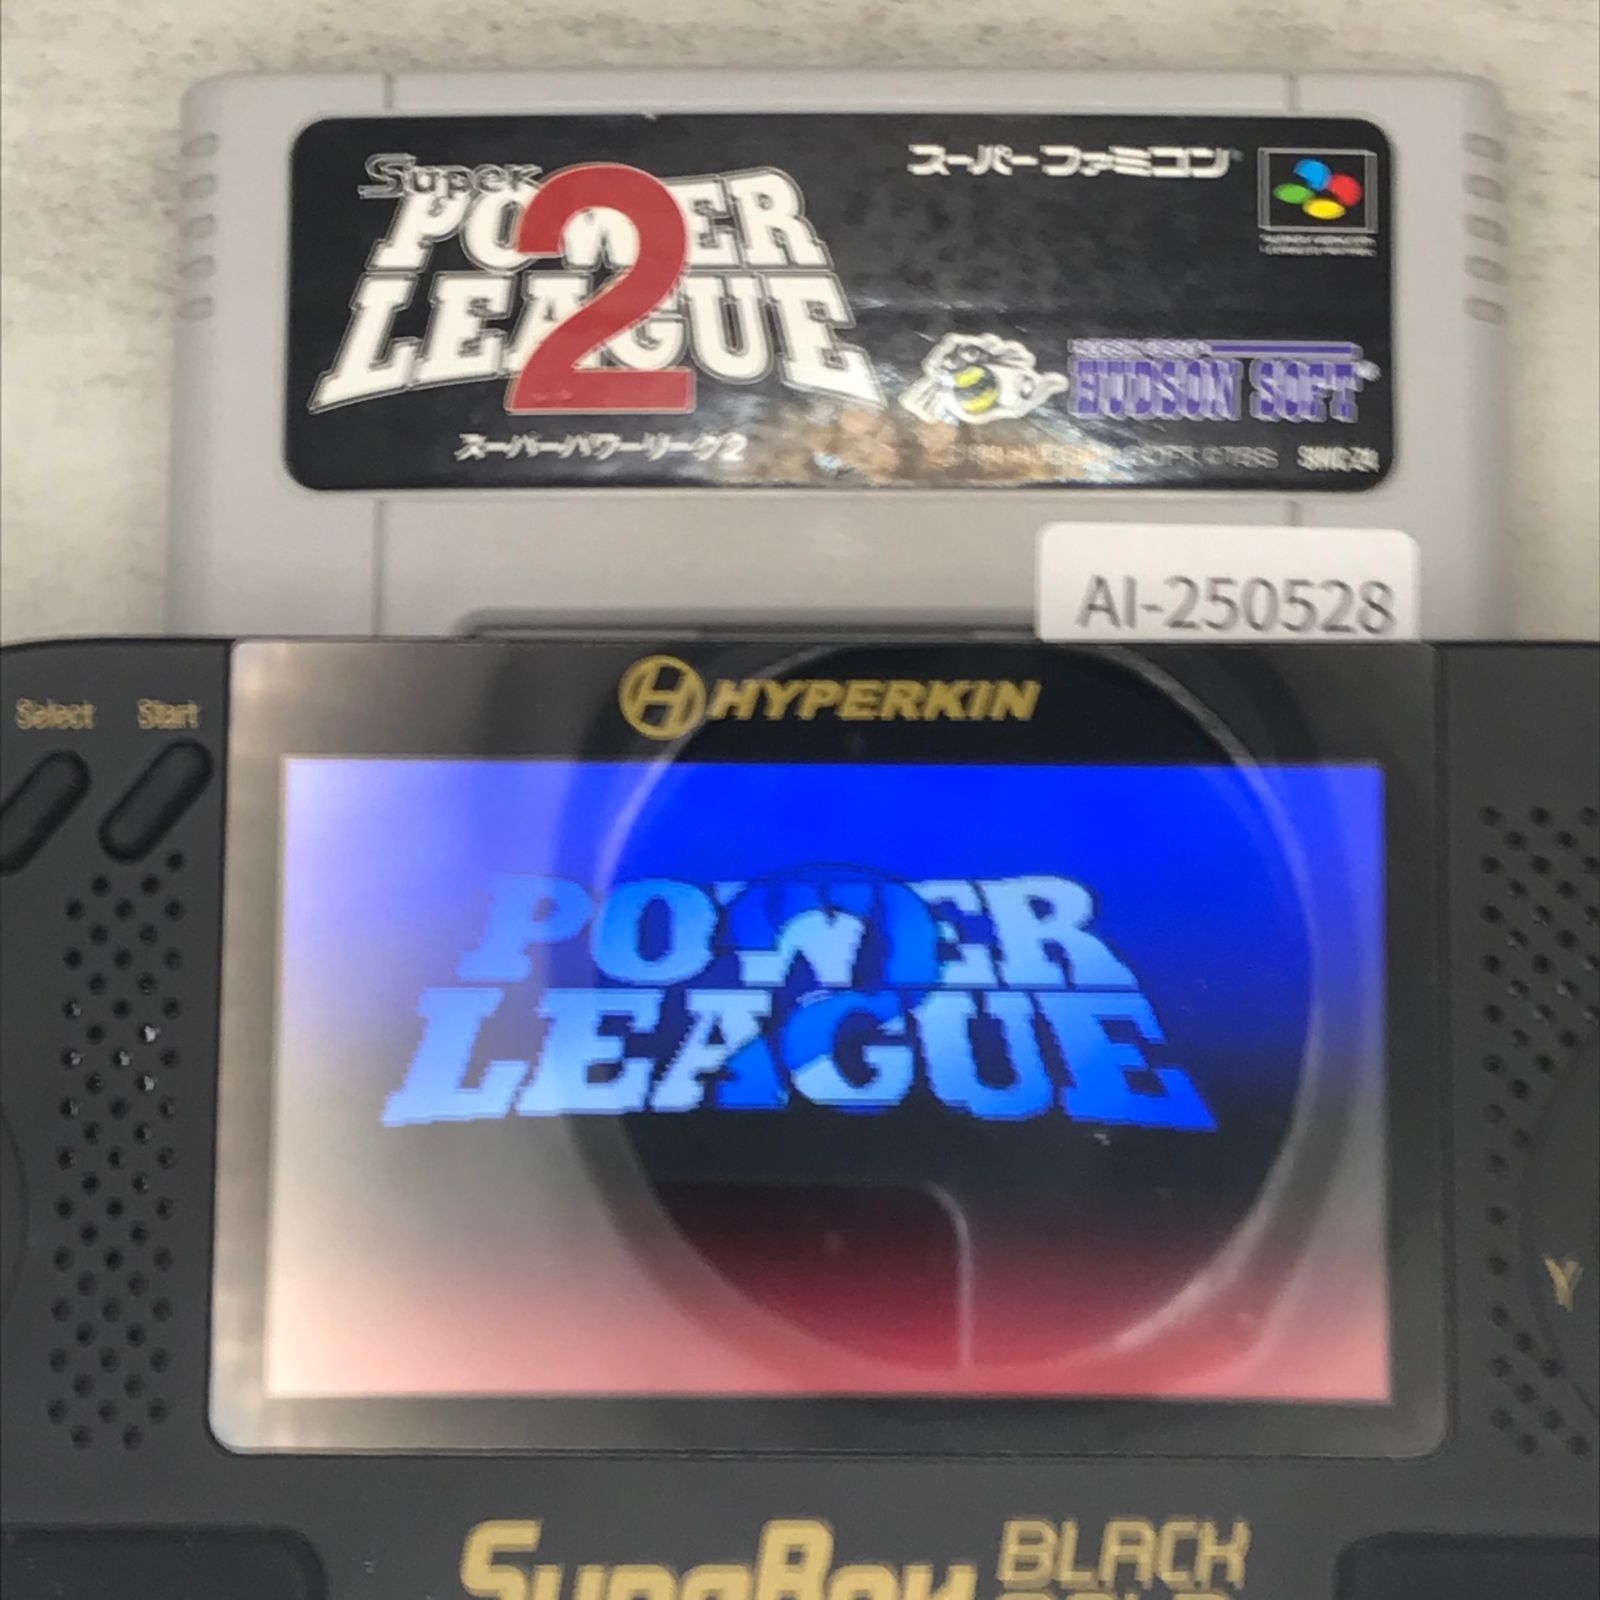 Super
POWER
LEAGUE
2
スーパーパワーリーグ2
スーパーファミコン
HUDSON SOFT
AI-250528
Select Start
HYPERKIN
POWER
LEAGUE
Y
SupaBoy BLACK